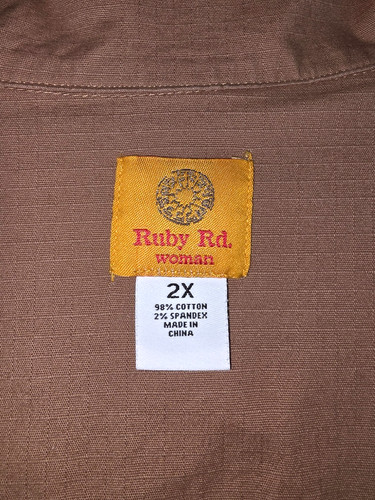 Ruby Rd.
woman
2X
98% COTTON
2% SPANDEX
MADE IN
CHINA